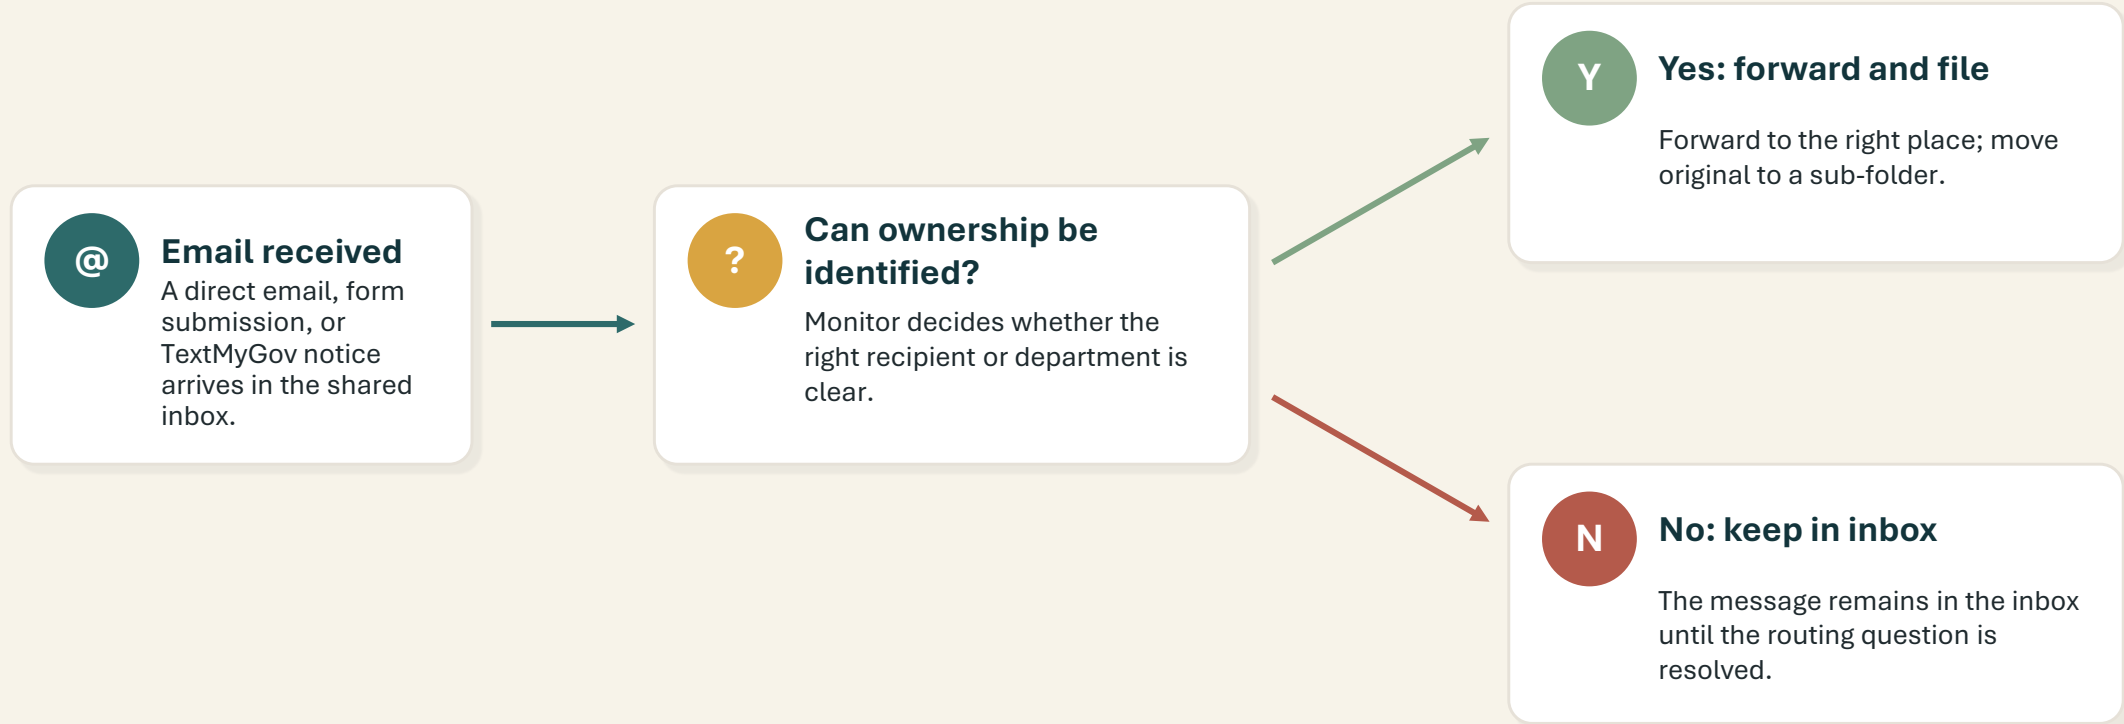 @
Email received
A direct email, form
submission, or
TextMyGov notice
arrives in the shared
inbox.
?
Can ownership be
identified?
Monitor decides whether the
right recipient or department is
clear.
Y
Yes: forward and file
Forward to the right place; move
original to a sub-folder.
N
No: keep in inbox
The message remains in the inbox
until the routing question is
resolved.